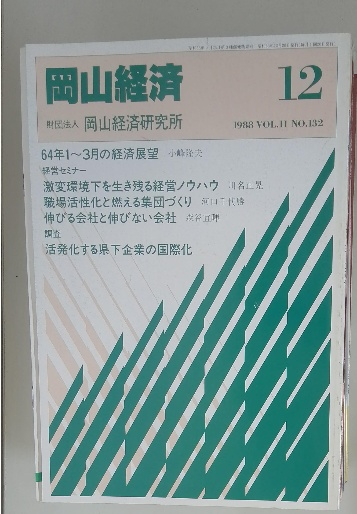 岡山経済
12
財団法人 岡山経済研究所
1988 VOL.11 NO.132
64年1~3月の経済展望
経営セミナー
激変環境下を生き残る経営ノウハウ
職場活性化と燃える集団づくり
伸びる会社と伸びない会社
調査
活発化する県下企業の国際化